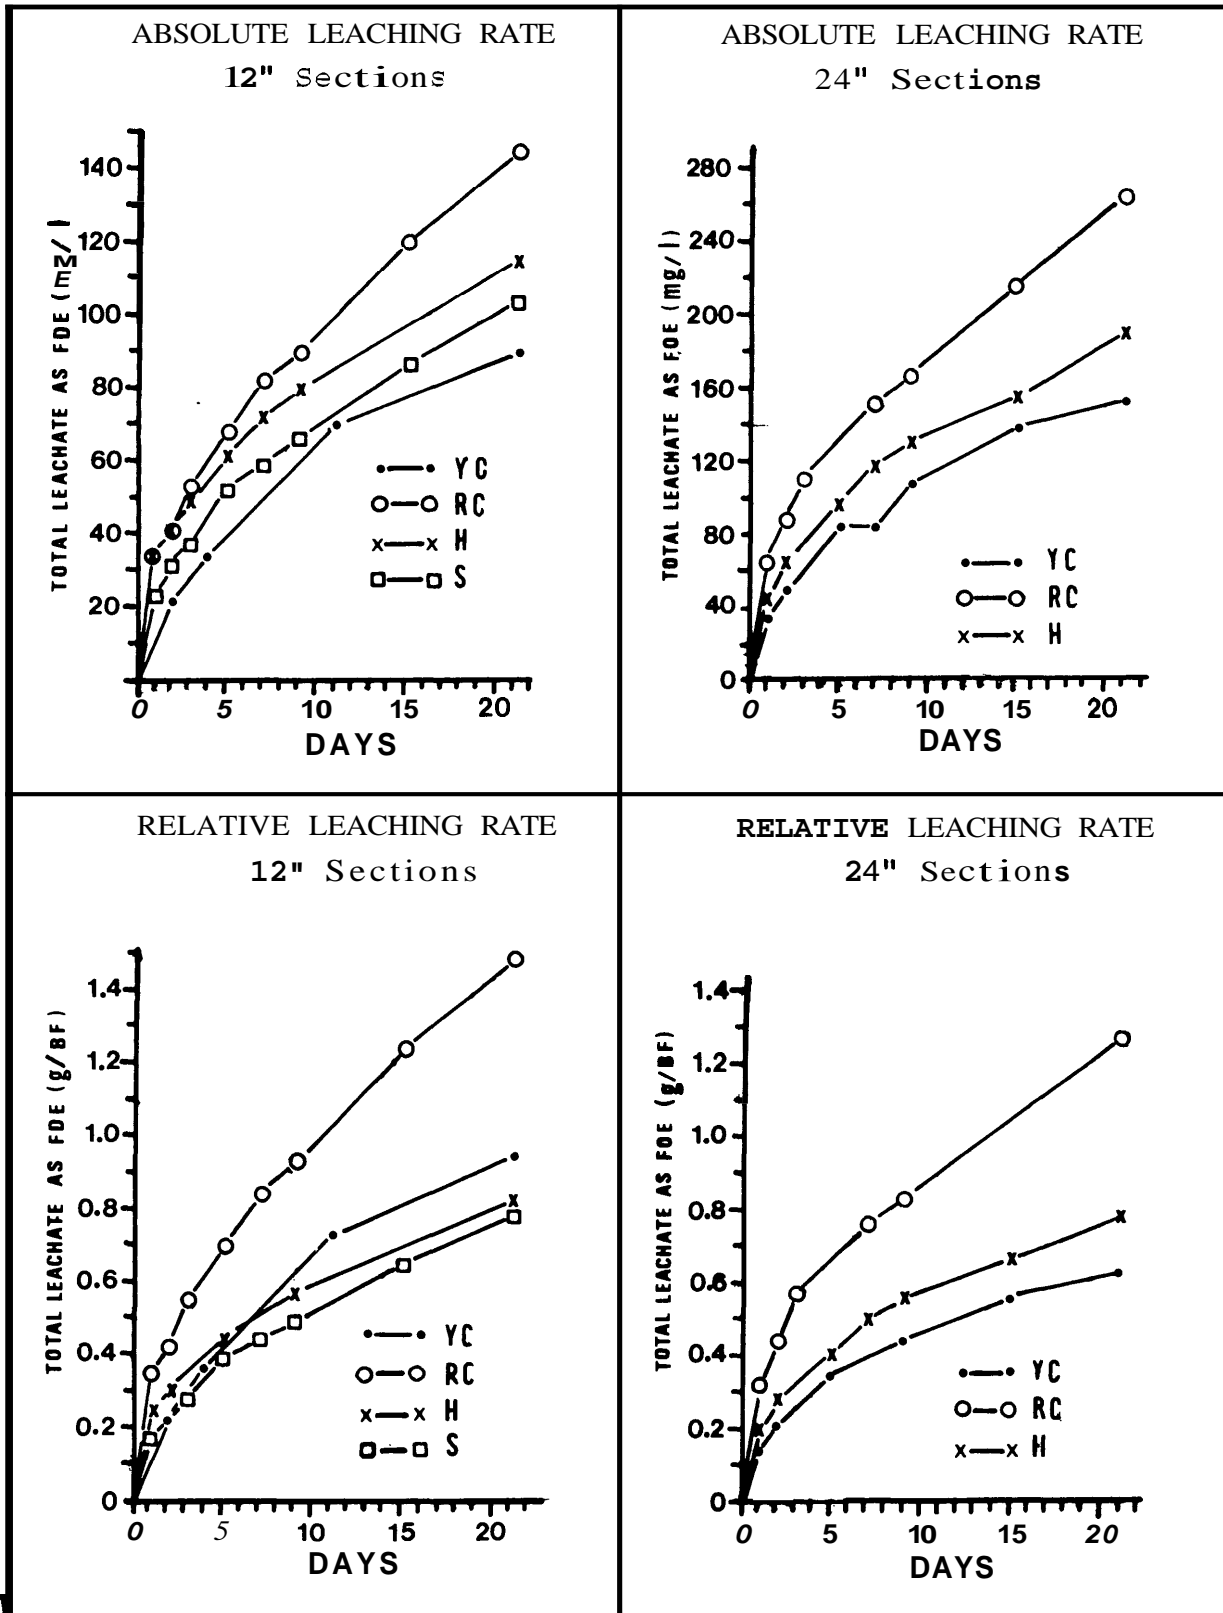 ABSOLUTE LEACHING RATE
12" Sections
TOTAL LEACHATE AS FDE (mg/l
140
120
100
80
60
40
20
0 5 10 15 20
DAYS
YC
RC
H
S
ABSOLUTE LEACHING RATE
24" Sections
TOTAL LEACHATE AS FOE (mg/l)
280
240
200
160
120
80
40
0
0 5 10 15 20
DAYS
YC
RC
H
RELATIVE LEACHING RATE
12" Sections
TOTAL LEACHATE AS FDE (g/BF)
1.4
1.2
1.0
0.8
0.6
0.4
0.2
0
0 5 10 15 20
DAYS
YC
RC
H
S
RELATIVE LEACHING RATE
24" Sections
TOTAL LEACHATE AS FOE (g/BF)
1.4
1.2
1.0
0.8
0.6
0.4
0.2
0
0 5 10 15 20
DAYS
YC
RC
H